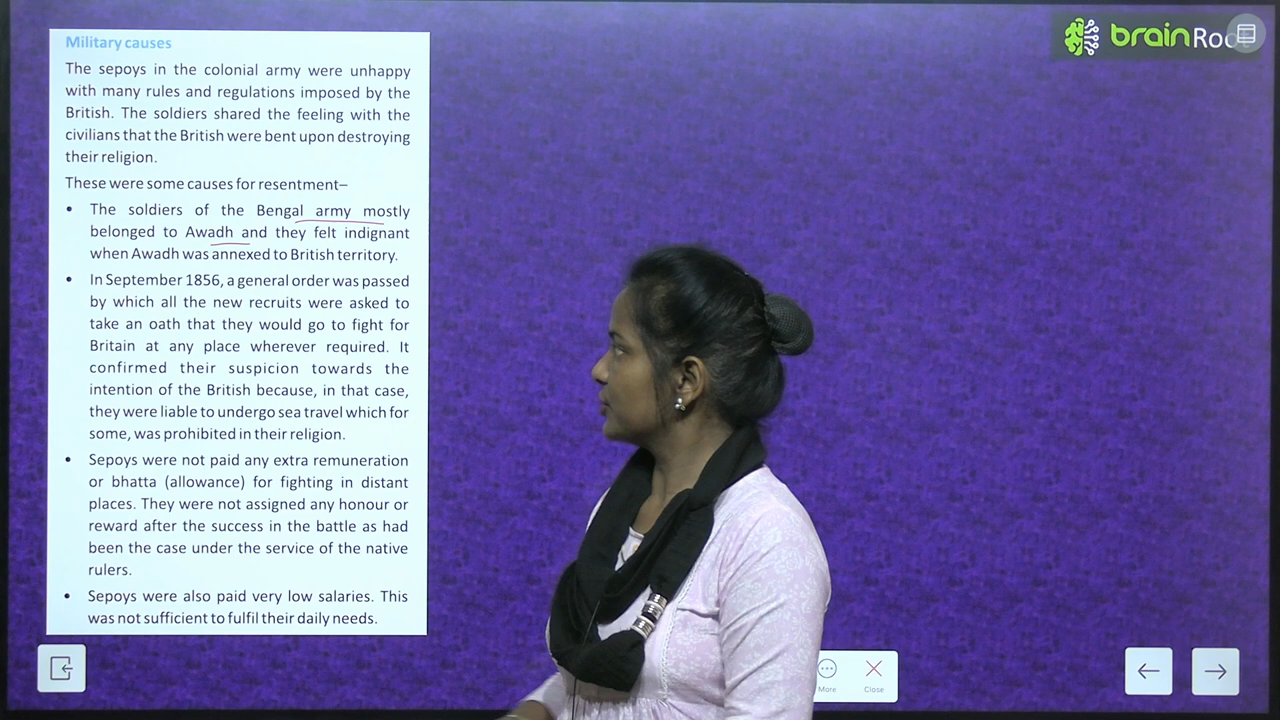 Military causes
The sepoys in the colonial army were unhappy
with many rules and regulations imposed by the
British. The soldiers shared the feeling with the
civilians that the British were bent upon destroying
their religion.
These were some causes for resentment–
• The soldiers of the Bengal army mostly
belonged to Awadh and they felt indignant
when Awadh was annexed to British territory.
• In September 1856, a general order was passed
by which all the new recruits were asked to
take an oath that they would go to fight for
Britain at any place wherever required. It
confirmed their suspicion towards the
intention of the British because, in that case,
they were liable to undergo sea travel which for
some, was prohibited in their religion.
• Sepoys were not paid any extra remuneration
or bhatta (allowance) for fighting in distant
places. They were not assigned any honour or
reward after the success in the battle as had
been the case under the service of the native
rulers.
• Sepoys were also paid very low salaries. This
was not sufficient to fulfil their daily needs.
brain
More Close